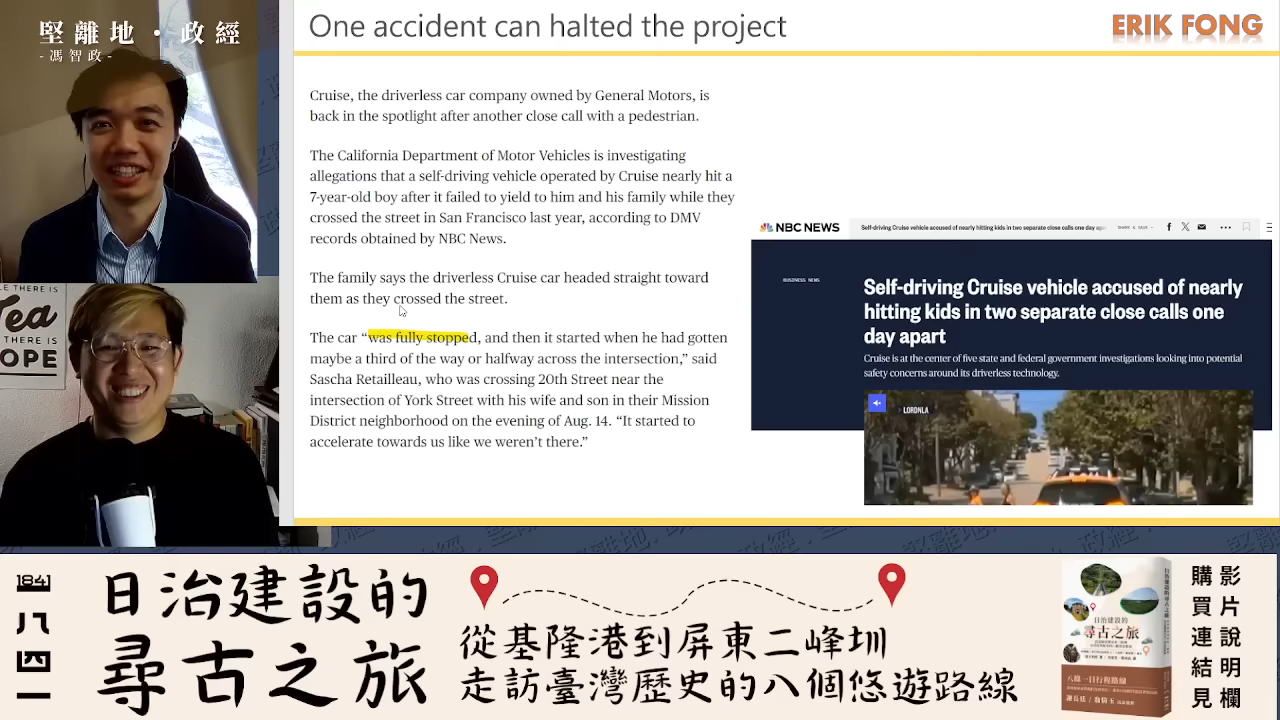 堅離地・政經
- 馮智政 -
One accident can halted the project
ERIK FONG
Cruise, the driverless car company owned by General Motors, is
back in the spotlight after another close call with a pedestrian.
The California Department of Motor Vehicles is investigating
allegations that a self-driving vehicle operated by Cruise nearly hit a
7-year-old boy after it failed to yield to him and his family while they
crossed the street in San Francisco last year, according to DMV
records obtained by NBC News.
The family says the driverless Cruise car headed straight toward
them as they crossed the street.
The car “was fully stopped, and then it started when he had gotten
maybe a third of the way or halfway across the intersection,” said
Sascha Retailleau, who was crossing 20th Street near the
intersection of York Street with his wife and son in their Mission
District neighborhood on the evening of Aug. 14. “It started to
accelerate towards us like we weren’t there.”
NBC NEWS
Self-driving Cruise vehicle accused of nearly hitting kids in two separate close calls one day
SHARE & SAVE
BUSINESS NEWS
Self-driving Cruise vehicle accused of nearly
hitting kids in two separate close calls one
day apart
Cruise is at the center of five state and federal government investigations looking into potential
safety concerns around its driverless technology.
LORDNLA
THERE IS
Tea
THERE IS
HOPE
1841
一八四一
日治建設的
尋古之旅
從基隆港到屏東二峰圳
走訪臺灣歷史的八個悠遊路線
日治建設的
尋古之旅
八條一日行程路線
影片說明欄
購買連結見